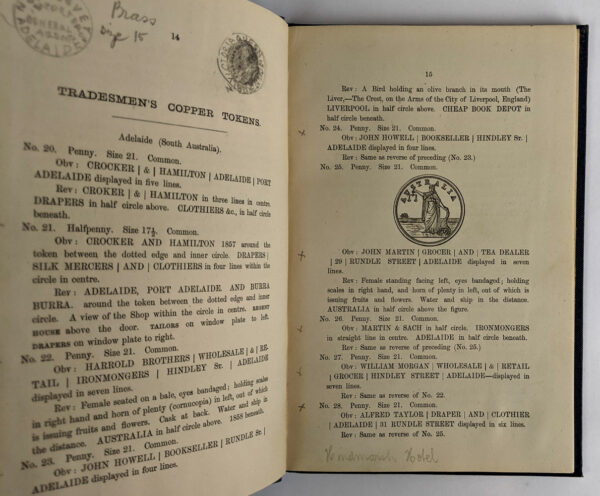 Brass
Size 15
ADELAIDE
14
TRADESMEN'S COPPER TOKENS.
Adelaide (South Australia).
No. 20. Penny. Size 21. Common.
Obv : CROCKER | & | HAMILTON | ADELAIDE | PORT
ADELAIDE displayed in five lines.
Rev : CROKER | & | HAMILTON in three lines in centre.
DRAPERS in half circle above. CLOTHIERS &c., in half circle
beneath.
No. 21. Halfpenny. Size 17½. Common.
Obv : CROCKER AND HAMILTON 1857 around the
token between the dotted edge and inner circle. DRAPERS |
SILK MERCERS | AND | CLOTHIERS in four lines within the
circle in centre.
Rev : ADELAIDE, PORT ADELAIDE AND BURRA
BURRA. around the token between the dotted edge and inner
circle. A view of the Shop within the circle in centre. REGENT
HOUSE above the door. TAILORS on window plate to left.
DRAPERS on window plate to right.
No. 22. Penny. Size 21. Common.
Obv : HARROLD BROTHERS | WHOLESALE | & | RE-
TAIL | IRONMONGERS | HINDLEY Sr. | ADELAIDE
displayed in seven lines.
Rev : Female seated on a bale, eyes bandaged ; holding scales
in right hand and horn of plenty (cornucopia) in left, out of which
is issuing fruits and flowers. Cask at back. Water and ship in
the distance. AUSTRALIA in half circle above. 1858 beneath.
No. 23. Penny. Size 21. Common.
Obv : JOHN HOWELL | BOOKSELLER | RUNDLE Sr. |
ADELAIDE displayed in four lines.
15
Rev : A Bird holding an olive branch in its mouth (The
Liver,—The Crest, on the Arms of the City of Liverpool, England)
LIVERPOOL in half circle above. CHEAP BOOK DEPOT in
half circle beneath.
No. 24. Penny. Size 21. Common.
Obv : JOHN HOWELL | BOOKSELLER | HINDLEY Sr. |
ADELAIDE displayed in four lines.
Rev : Same as reverse of preceding (No. 23.)
No. 25. Penny. Size 21. Common.
AUSTRALIA
Obv : JOHN MARTIN | GROCER | AND | TEA DEALER
| 29 | RUNDLE STREET | ADELAIDE displayed in seven
lines.
Rev : Female standing facing left, eyes bandaged ; holding
scales in right hand, and horn of plenty in left, out of which is
issuing fruits and flowers. Water and ship in the distance.
AUSTRALIA in half circle above the figure.
No. 26. Penny. Size 21. Common.
Obv : MARTIN & SACH in half circle. IRONMONGERS
in straight line in centre. ADELAIDE in half circle beneath.
Rev : Same as reverse of preceding (No. 25.)
No. 27. Penny. Size 21. Common.
Obv : WILLIAM MORGAN | WHOLESALE | & | RETAIL
| GROCER | HINDLEY STREET | ADELAIDE—displayed in
seven lines.
Rev : Same as reverse of No. 22.
No. 28. Penny. Size 21. Common.
Obv : ALFRED TAYLOR | DRAPER | AND | CLOTHIER
| ADELAIDE | 31 RUNDLE STREET displayed in six lines.
Rev : Same as reverse of No. 25.
Hindmarsh Hotel